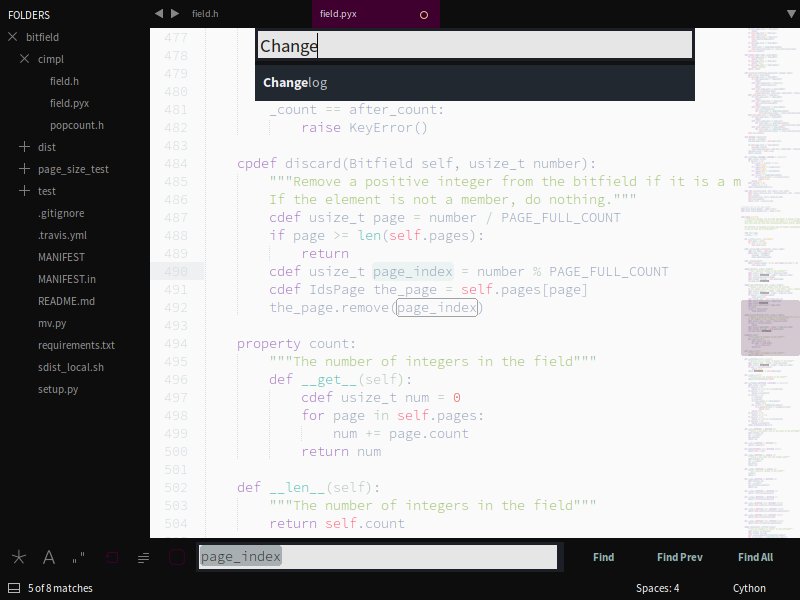 FOLDERS
bitfield
cimpl
field.h
field.pyx
popcount.h
dist
page_size_test
test
.gitignore
.travis.yml
MANIFEST
MANIFEST.in
README.md
mv.py
requirements.txt
sdist_local.sh
setup.py
field.h
field.pyx
Change
Changelog
477
478
479
480
481 _count == after_count:
482 raise KeyError()
483
484 cpdef discard(Bitfield self, usize_t number):
485 """Remove a positive integer from the bitfield if it is a m
486 If the element is not a member, do nothing."""
487 cdef usize_t page = number / PAGE_FULL_COUNT
488 if page >= len(self.pages):
489 return
490 cdef usize_t page_index = number % PAGE_FULL_COUNT
491 cdef IdsPage the_page = self.pages[page]
492 the_page.remove(page_index)
493
494 property count:
495 """The number of integers in the field"""
496 def __get__(self):
497 cdef usize_t num = 0
498 for page in self.pages:
499 num += page.count
500 return num
501
502 def __len__(self):
503 """The number of integers in the field"""
504 return self.count
page_index
Find
Find Prev
Find All
5 of 8 matches
Spaces: 4
Cython